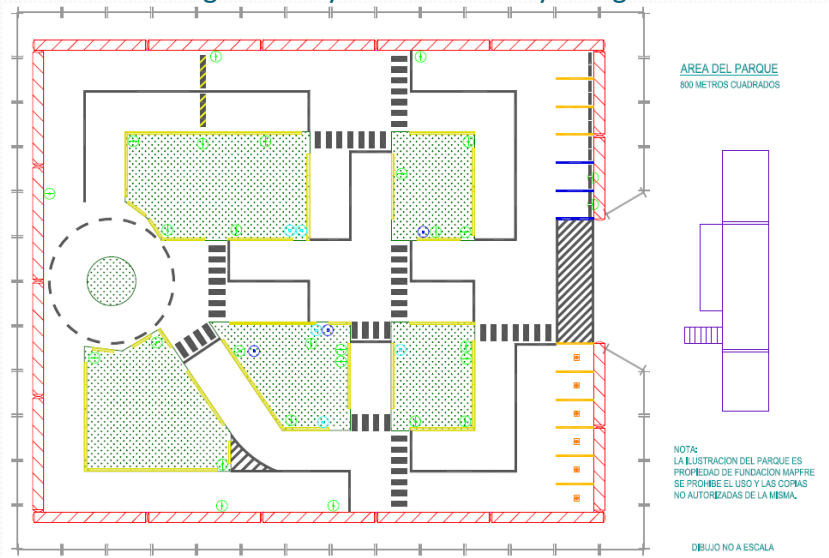 AREA DEL PARQUE
800 METROS CUADRADOS
NOTA:
LA ILUSTRACION DEL PARQUE ES
PROPIEDAD DE FUNDACION MAPFRE
SE PROHIBE EL USO Y LAS COPIAS
NO AUTORIZADAS DE LA MISMA.
DIBUJO NO A ESCALA